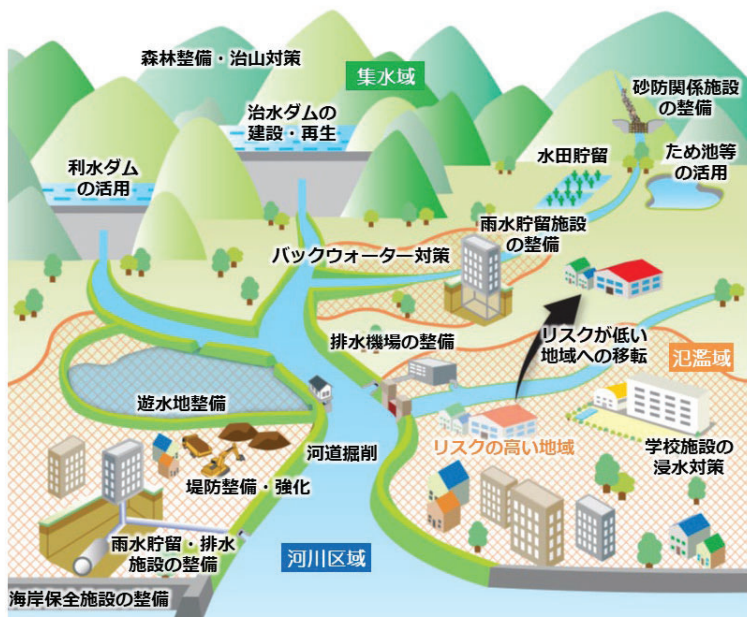 森林整備・治山対策
集水域
砂防関係施設
の整備
治水ダムの
建設・再生
利水ダム
の活用
水田貯留
ため池等
の活用
雨水貯留施設
の整備
バックウォーター対策
排水機場の整備
リスクが低い
地域への移転
氾濫域
遊水地整備
河道掘削
リスクの高い地域
学校施設の
浸水対策
堤防整備・強化
雨水貯留・排水
施設の整備
河川区域
海岸保全施設の整備